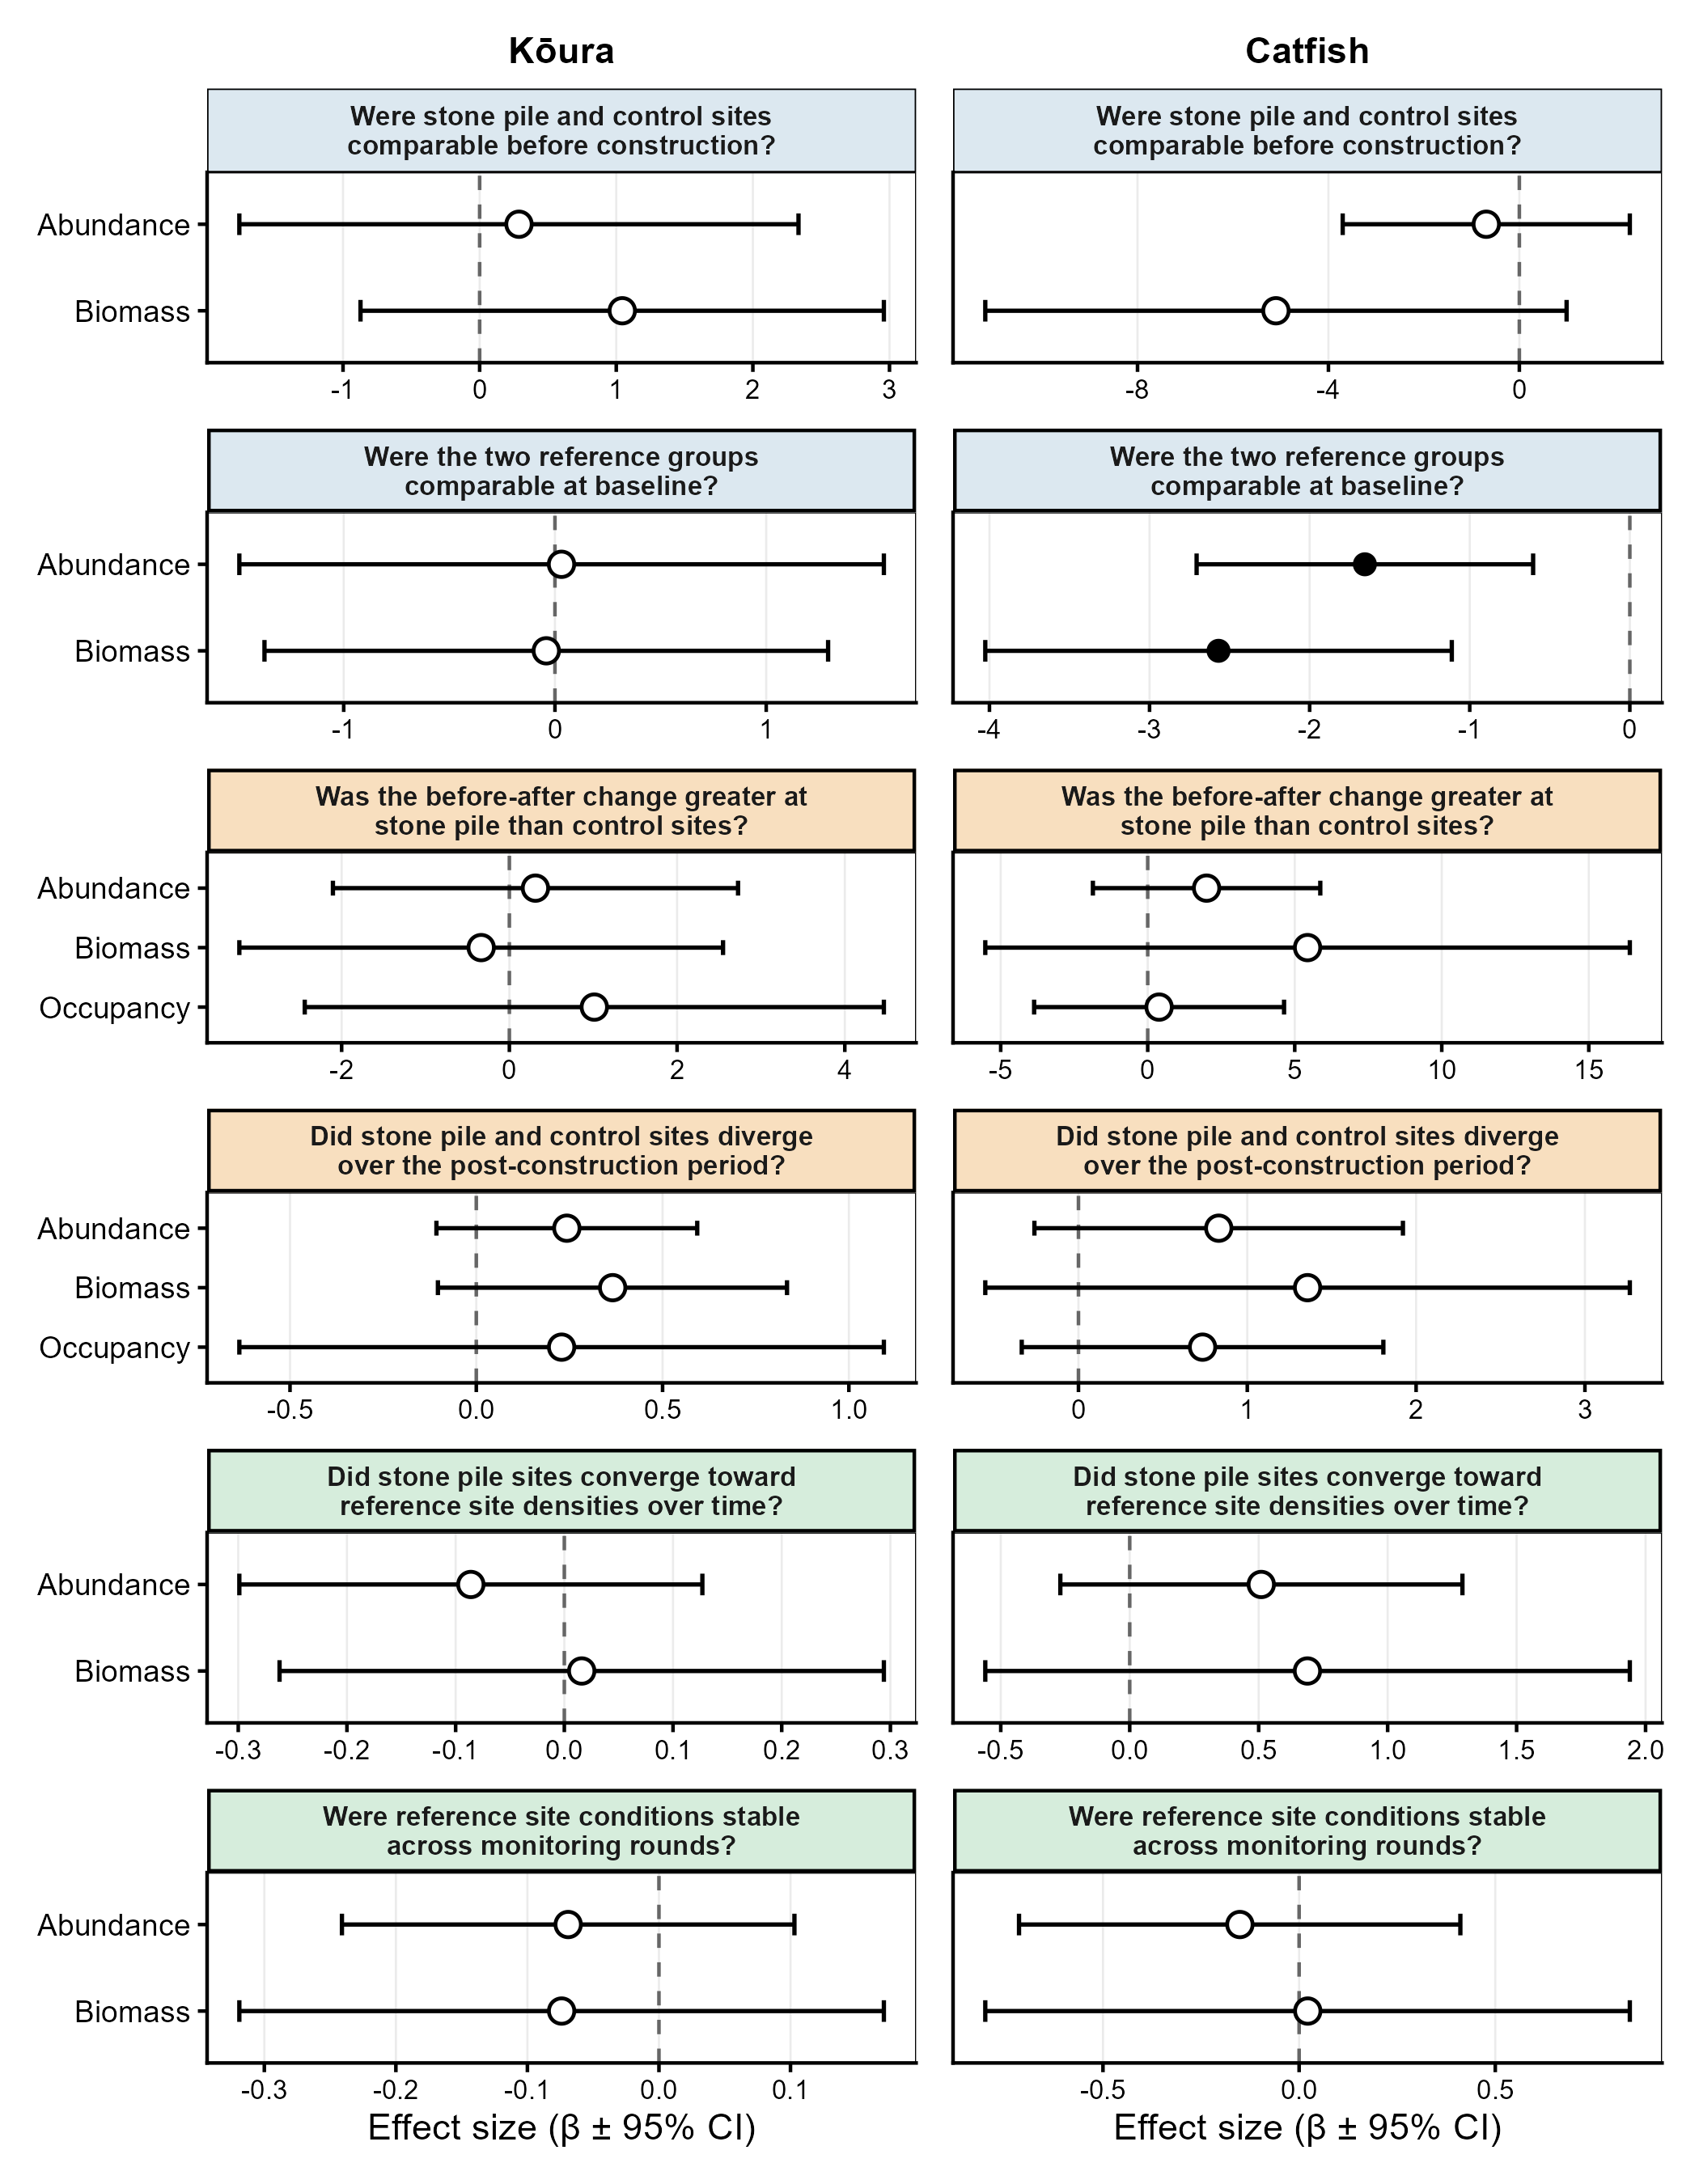 Kōura
Catfish
Were stone pile and control sites
comparable before construction?
Were stone pile and control sites
comparable before construction?
Abundance
Biomass
-1 0 1 2 3
-8 -4 0
Were the two reference groups
comparable at baseline?
Were the two reference groups
comparable at baseline?
Abundance
Biomass
-1 0 1
-4 -3 -2 -1 0
Was the before-after change greater at
stone pile than control sites?
Was the before-after change greater at
stone pile than control sites?
Abundance
Biomass
Occupancy
-2 0 2 4
-5 0 5 10 15
Did stone pile and control sites diverge
over the post-construction period?
Did stone pile and control sites diverge
over the post-construction period?
Abundance
Biomass
Occupancy
-0.5 0.0 0.5 1.0
0 1 2 3
Did stone pile sites converge toward
reference site densities over time?
Did stone pile sites converge toward
reference site densities over time?
Abundance
Biomass
-0.3 -0.2 -0.1 0.0 0.1 0.2 0.3
-0.5 0.0 0.5 1.0 1.5 2.0
Were reference site conditions stable
across monitoring rounds?
Were reference site conditions stable
across monitoring rounds?
Abundance
Biomass
-0.3 -0.2 -0.1 0.0 0.1
-0.5 0.0 0.5
Effect size (β ± 95% CI)
Effect size (β ± 95% CI)